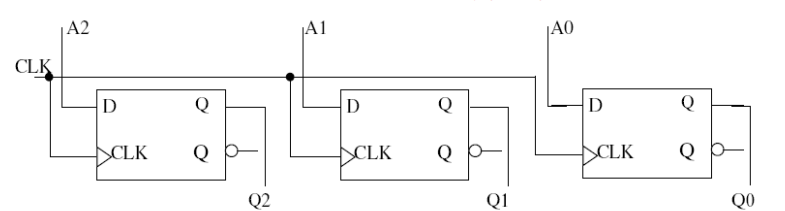 A2 A1 A0
CLK
D Q D Q D Q
CLK Q CLK Q CLK Q
Q2 Q1 Q0